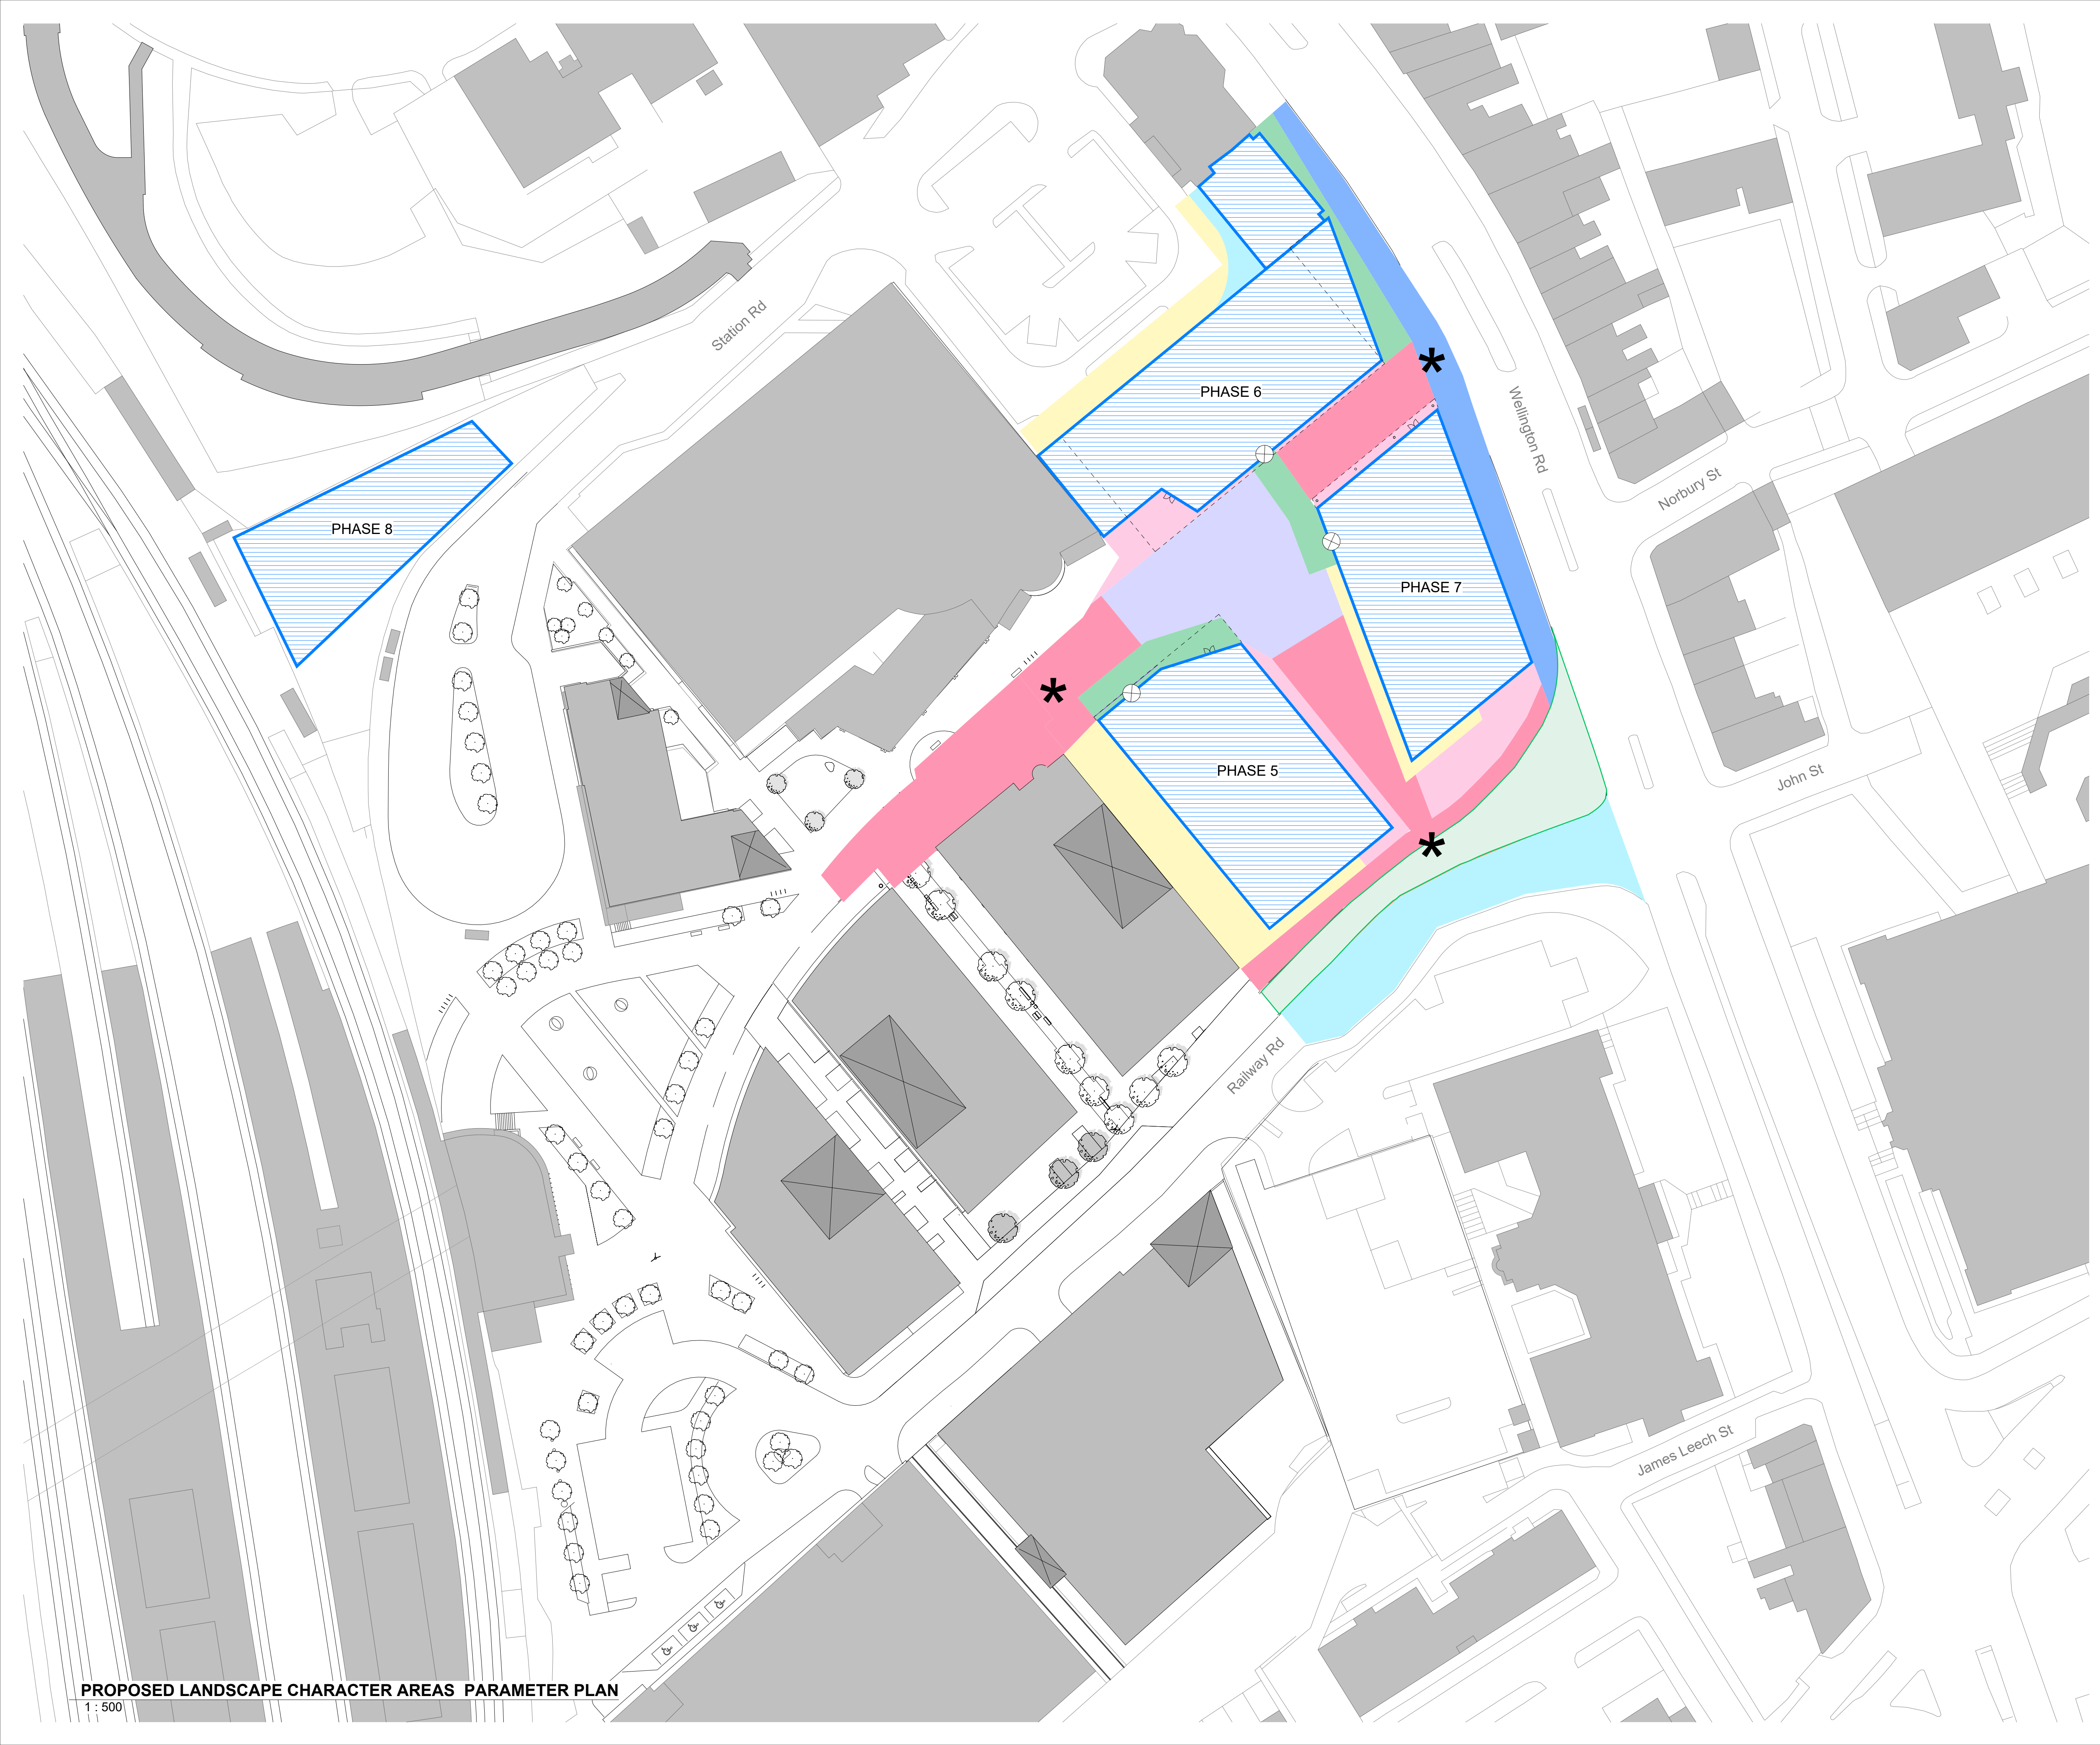 Station Rd
PHASE 6
Wellington Rd
Norbury St
PHASE 8
PHASE 7
PHASE 5
John St
Railway Rd
James Leech St
PROPOSED LANDSCAPE CHARACTER AREAS PARAMETER PLAN
1 : 500